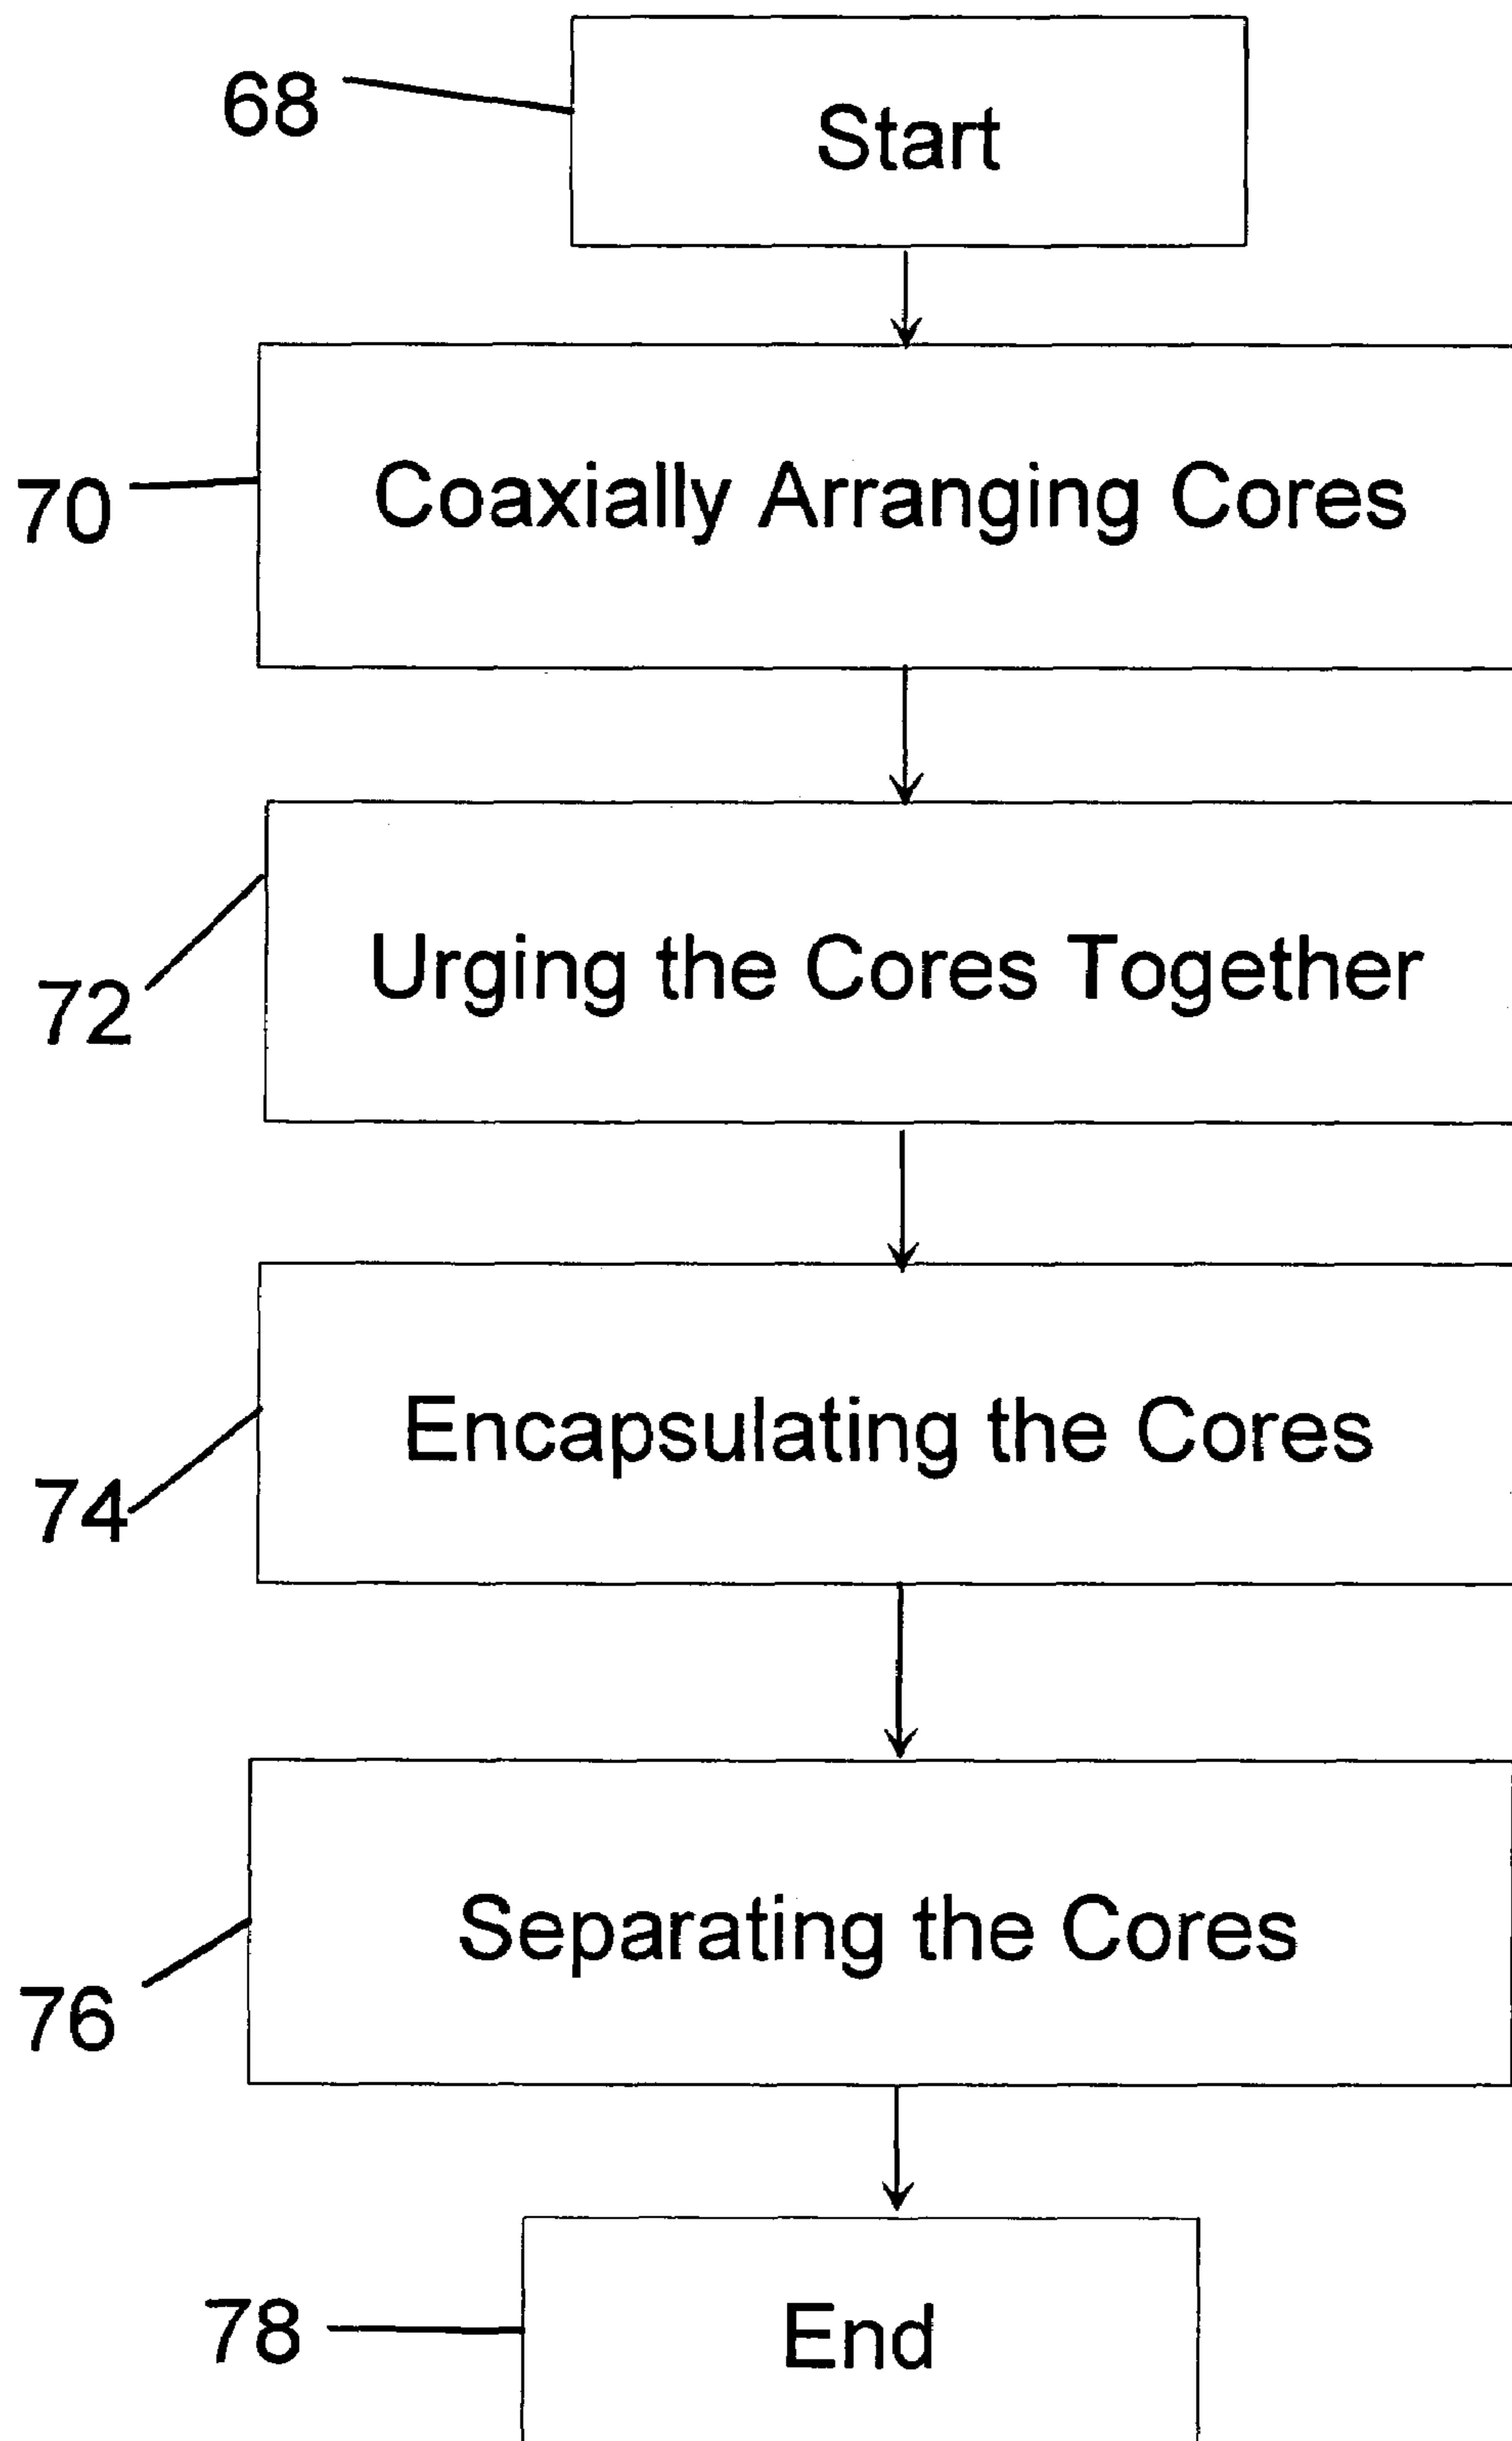 68
Start
70
Coaxially Arranging Cores
72
Urging the Cores Together
74
Encapsulating the Cores
76
Separating the Cores
78
End